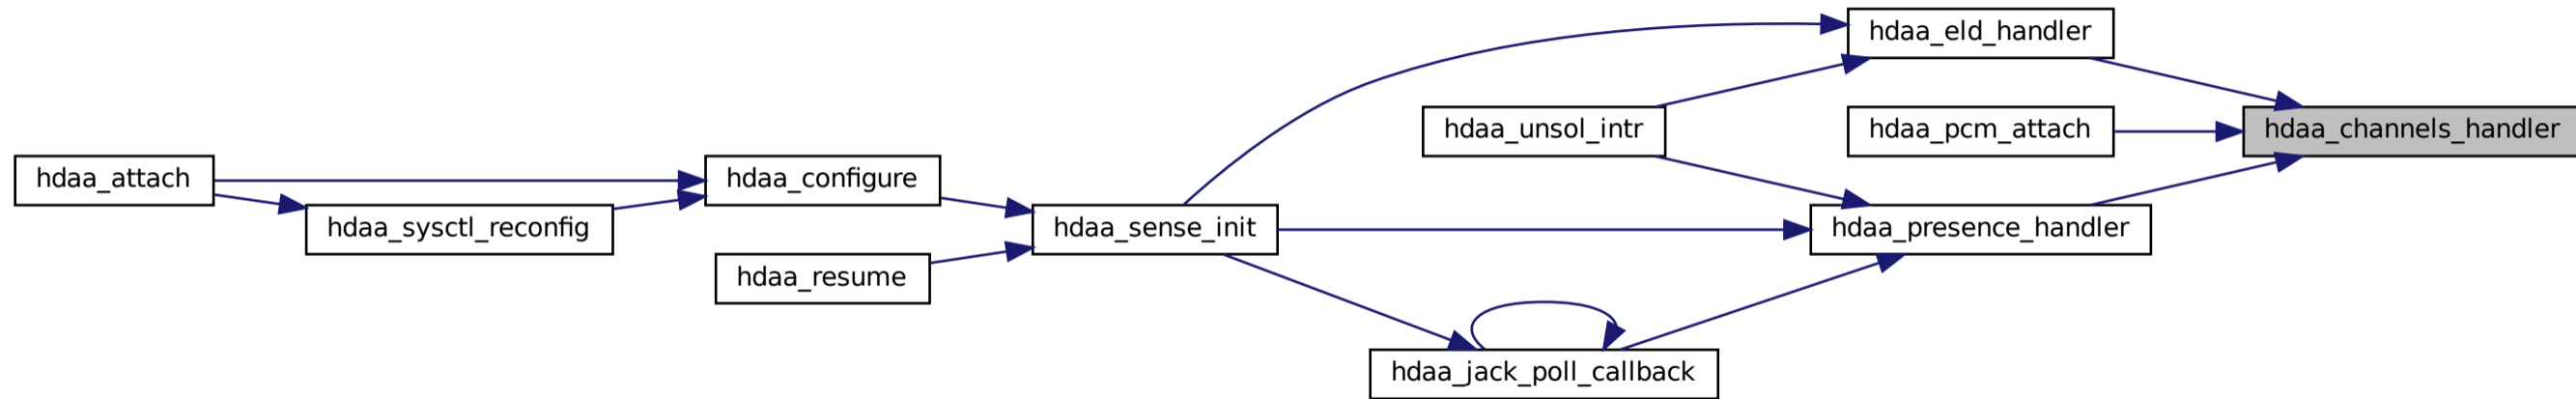 hdaa_eld_handler
hdaa_unsol_intr
hdaa_pcm_attach
hdaa_channels_handler
hdaa_attach
hdaa_configure
hdaa_sysctl_reconfig
hdaa_sense_init
hdaa_presence_handler
hdaa_resume
hdaa_jack_poll_callback